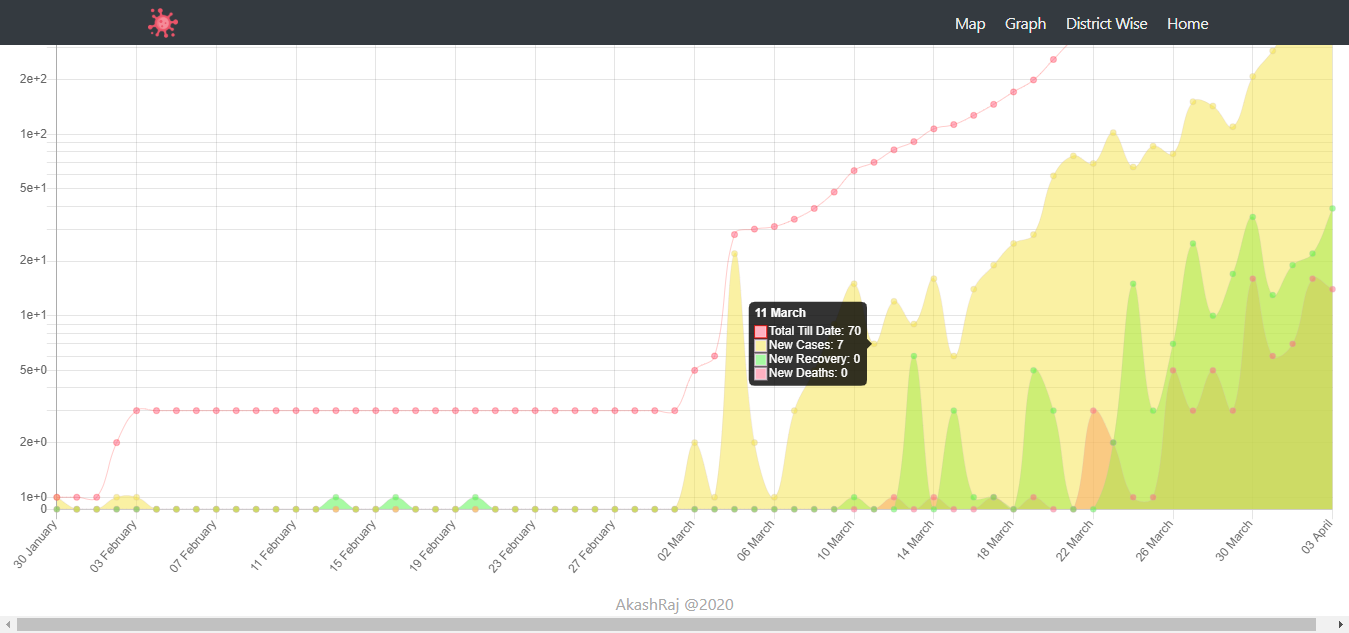 Map Graph District Wise Home
2e+2
1e+2
5e+1
2e+1
1e+1
5e+0
2e+0
1e+0
0
11 March
Total Till Date: 70
New Cases: 7
New Recovery: 0
New Deaths: 0
30 January 03 February 07 February 11 February 15 February 19 February 23 February 27 February 02 March 06 March 10 March 14 March 18 March 22 March 26 March 30 March 03 April
AkashRaj @2020